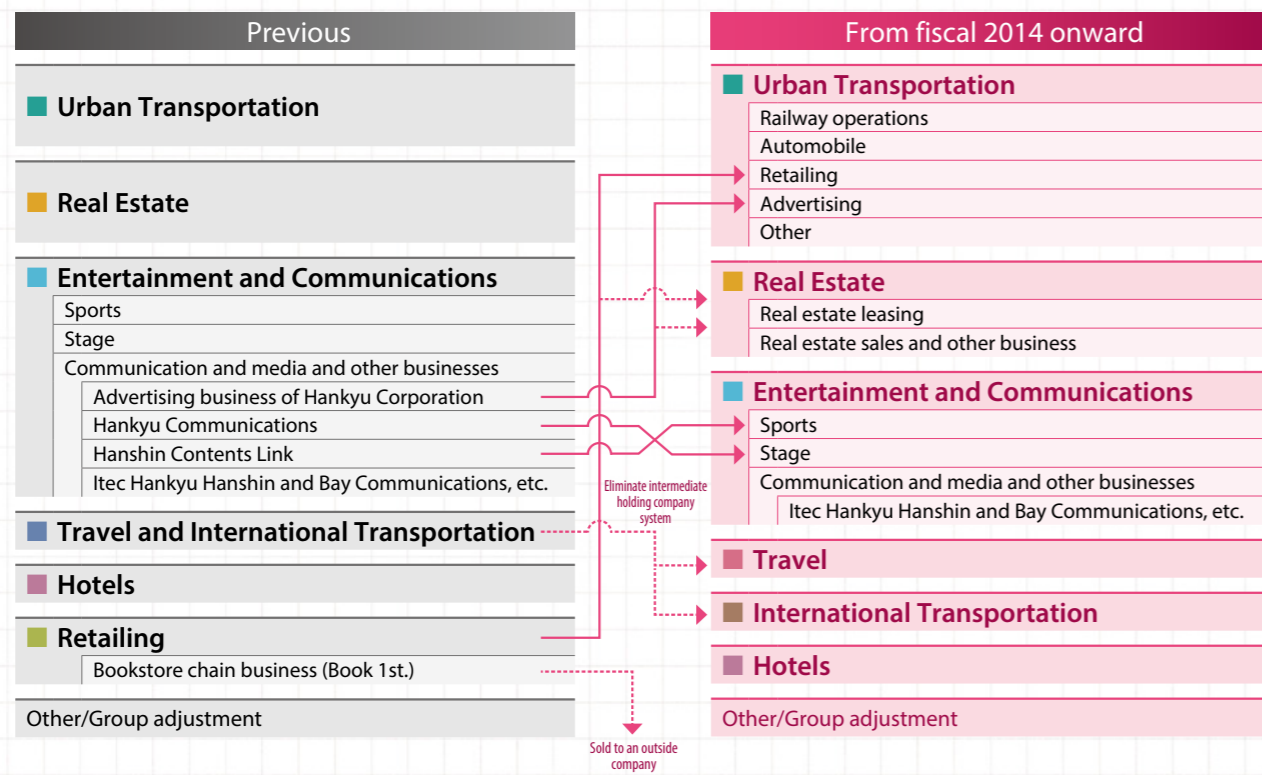 Previous
Urban Transportation
Real Estate
Entertainment and Communications
Sports
Stage
Communication and media and other businesses
Advertising business of Hankyu Corporation
Hankyu Communications
Hanshin Contents Link
Itec Hankyu Hanshin and Bay Communications, etc.
Travel and International Transportation
Hotels
Retailing
Bookstore chain business (Book 1st.)
Other/Group adjustment
Eliminate intermediate
holding company
system
Sold to an outside
company
From fiscal 2014 onward
Urban Transportation
Railway operations
Automobile
Retailing
Advertising
Other
Real Estate
Real estate leasing
Real estate sales and other business
Entertainment and Communications
Sports
Stage
Communication and media and other businesses
Itec Hankyu Hanshin and Bay Communications, etc.
Travel
International Transportation
Hotels
Other/Group adjustment